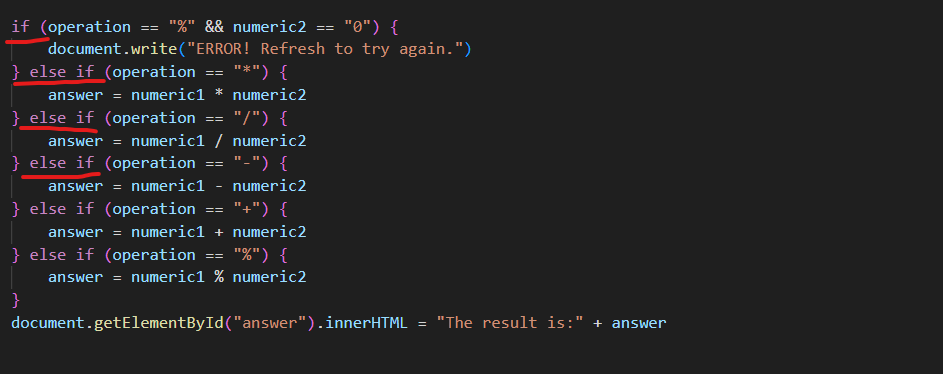 if (operation == "%" && numeric2 == "0") {
    document.write("ERROR! Refresh to try again.")
} else if (operation == "*") {
    answer = numeric1 * numeric2
} else if (operation == "/") {
    answer = numeric1 / numeric2
} else if (operation == "-") {
    answer = numeric1 - numeric2
} else if (operation == "+") {
    answer = numeric1 + numeric2
} else if (operation == "%") {
    answer = numeric1 % numeric2
}
document.getElementById("answer").innerHTML = "The result is:" + answer